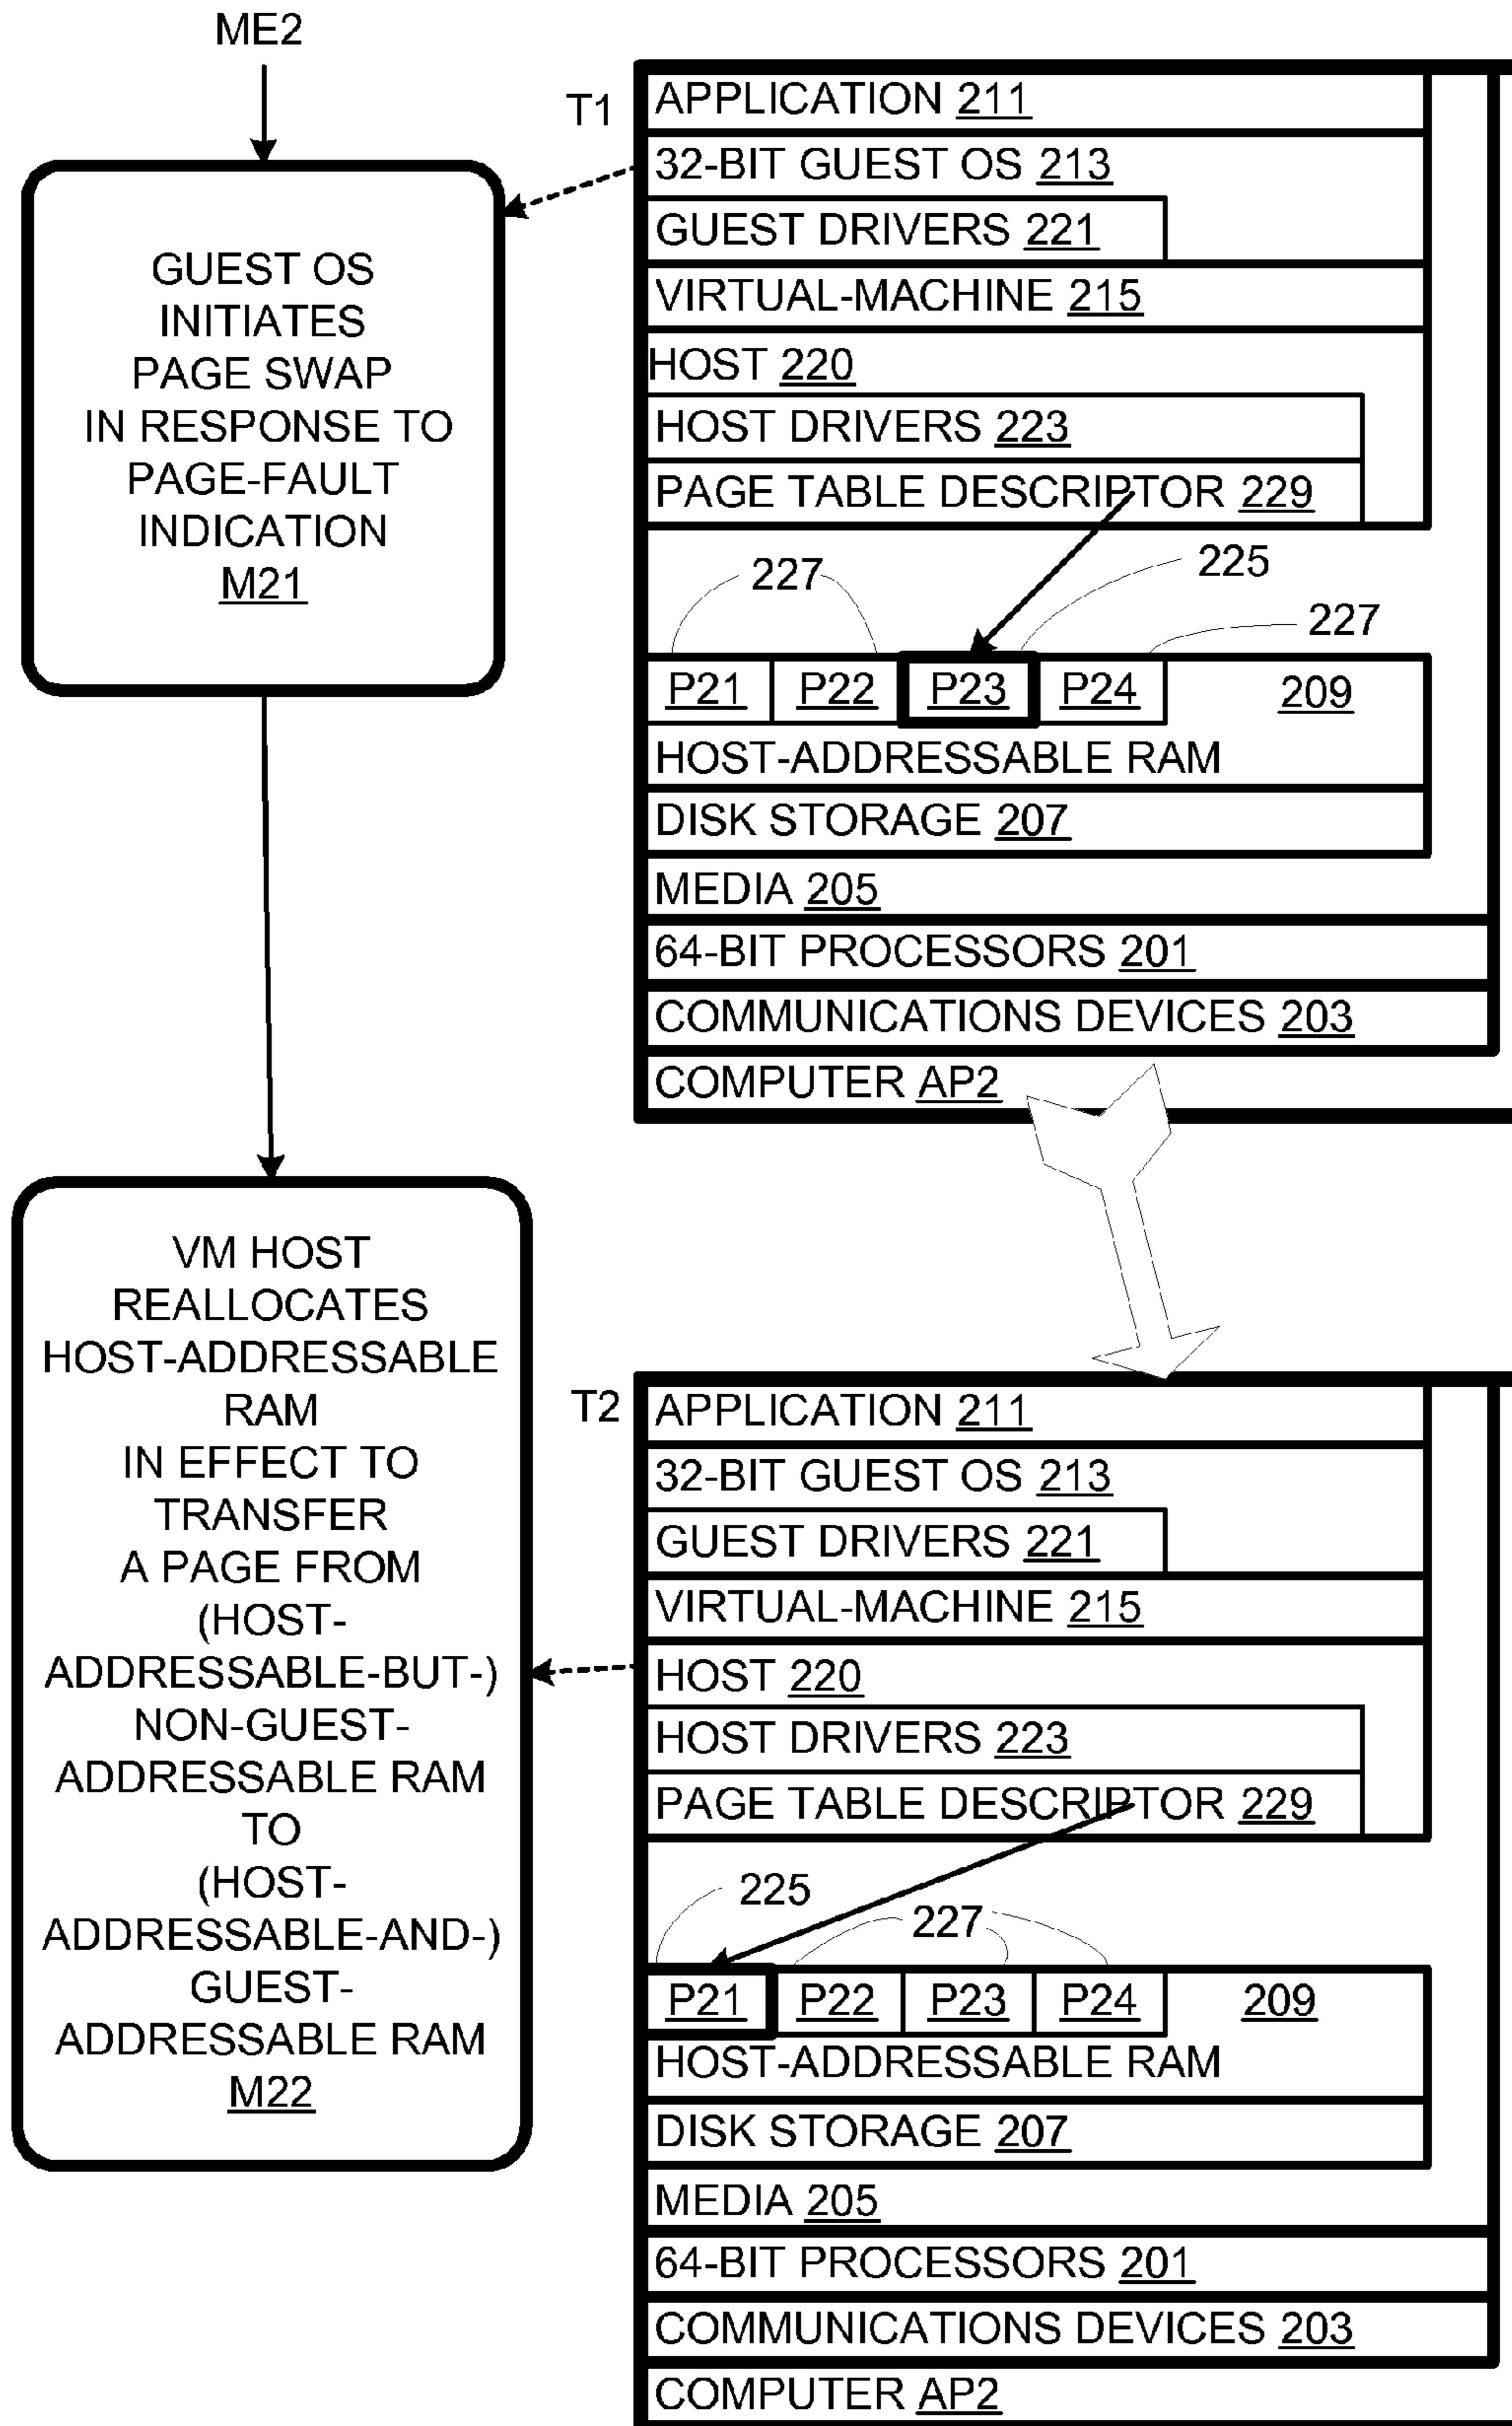 ME2
GUEST OS
INITIATES
PAGE SWAP
IN RESPONSE TO
PAGE-FAULT
INDICATION
M21
T1
APPLICATION 211
32-BIT GUEST OS 213
GUEST DRIVERS 221
VIRTUAL-MACHINE 215
HOST 220
HOST DRIVERS 223
PAGE TABLE DESCRIPTOR 229
227
225
227
P21 P22 P23 P24 209
HOST-ADDRESSABLE RAM
DISK STORAGE 207
MEDIA 205
64-BIT PROCESSORS 201
COMMUNICATIONS DEVICES 203
COMPUTER AP2
VM HOST
REALLOCATES
HOST-ADDRESSABLE
RAM
IN EFFECT TO
TRANSFER
A PAGE FROM
(HOST-
ADDRESSABLE-BUT-)
NON-GUEST-
ADDRESSABLE RAM
TO
(HOST-
ADDRESSABLE-AND-)
GUEST-
ADDRESSABLE RAM
M22
T2
APPLICATION 211
32-BIT GUEST OS 213
GUEST DRIVERS 221
VIRTUAL-MACHINE 215
HOST 220
HOST DRIVERS 223
PAGE TABLE DESCRIPTOR 229
225
227
P21 P22 P23 P24 209
HOST-ADDRESSABLE RAM
DISK STORAGE 207
MEDIA 205
64-BIT PROCESSORS 201
COMMUNICATIONS DEVICES 203
COMPUTER AP2